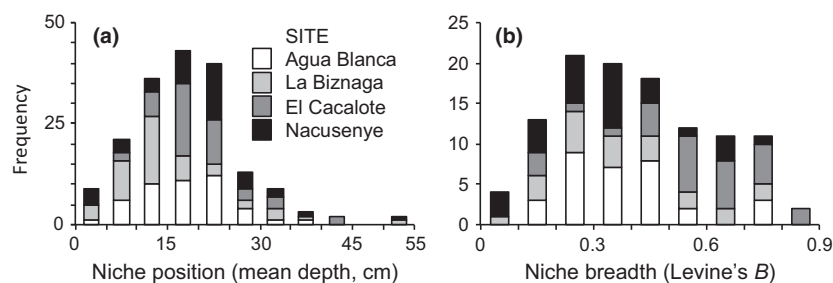 50
25
0
Frequency
(a)
SITE
Agua Blanca
La Biznaga
El Cacalote
Nacusenye
0 15 30 45 55
Niche position (mean depth, cm)
25
20
15
10
5
0
(b)
0 0.3 0.6 0.9
Niche breadth (Levine's B)